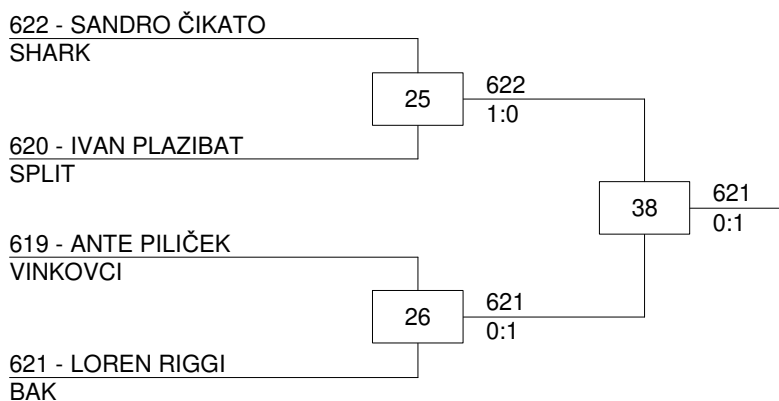 622 - SANDRO ČIKATO
SHARK
25
622
1:0
620 - IVAN PLAZIBAT
SPLIT
38
621
0:1
619 - ANTE PILIČEK
VINKOVCI
26
621
0:1
621 - LOREN RIGGI
BAK